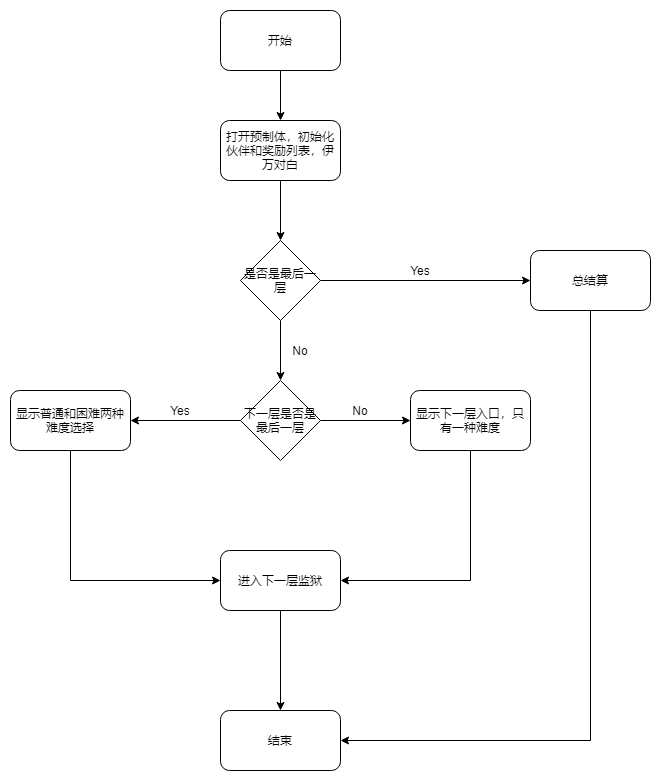 开始
打开预制体，初始化
伙伴和奖励列表，伊
万对白
是否是最后一
层
Yes
总结算
No
显示普通和困难两种
难度选择
Yes
下一层是否是
最后一层
No
显示下一层入口，只
有一种难度
进入下一层监狱
结束